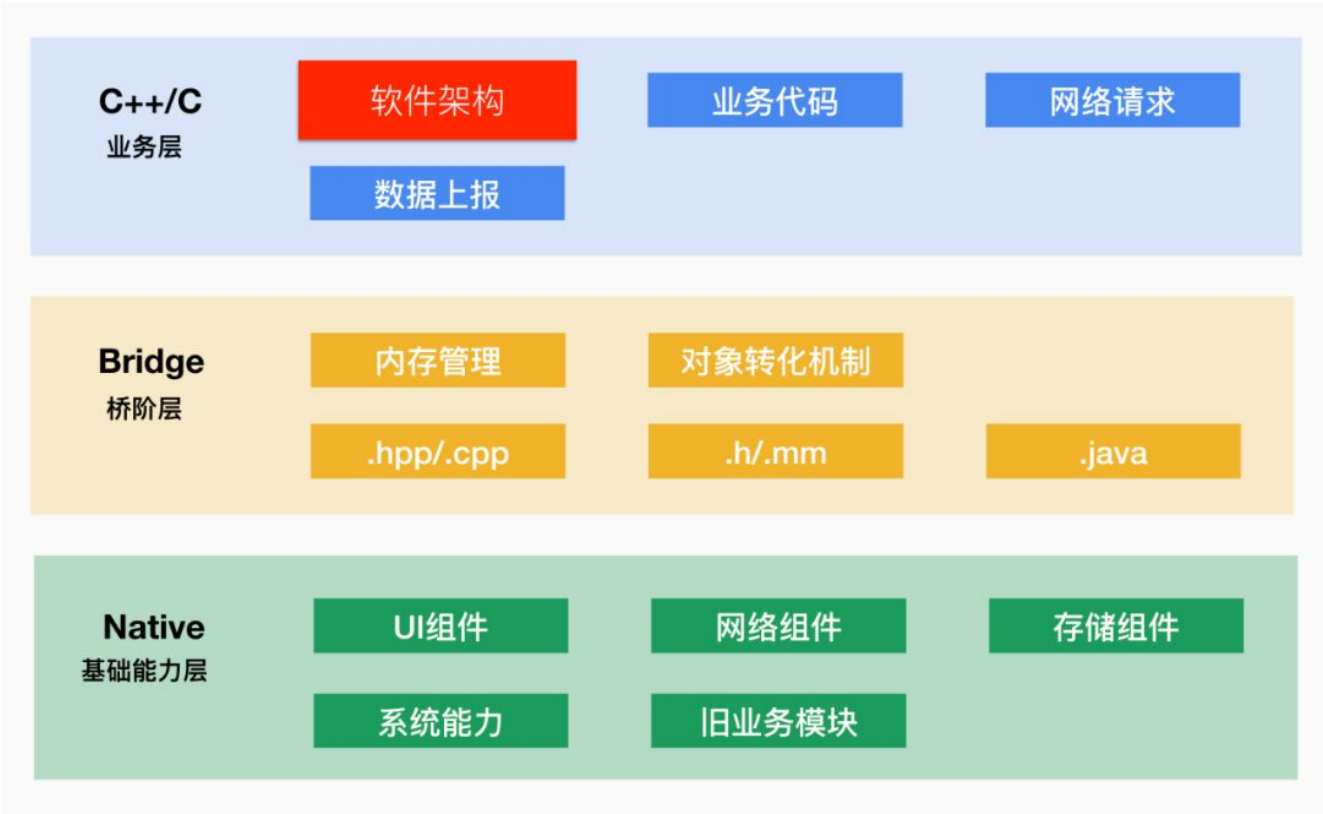 C++/C
业务层
软件架构
业务代码
网络请求
数据上报
Bridge
桥阶层
内存管理
对象转化机制
.hpp/.cpp
.h/.mm
.java
Native
基础能力层
UI组件
网络组件
存储组件
系统能力
旧业务模块